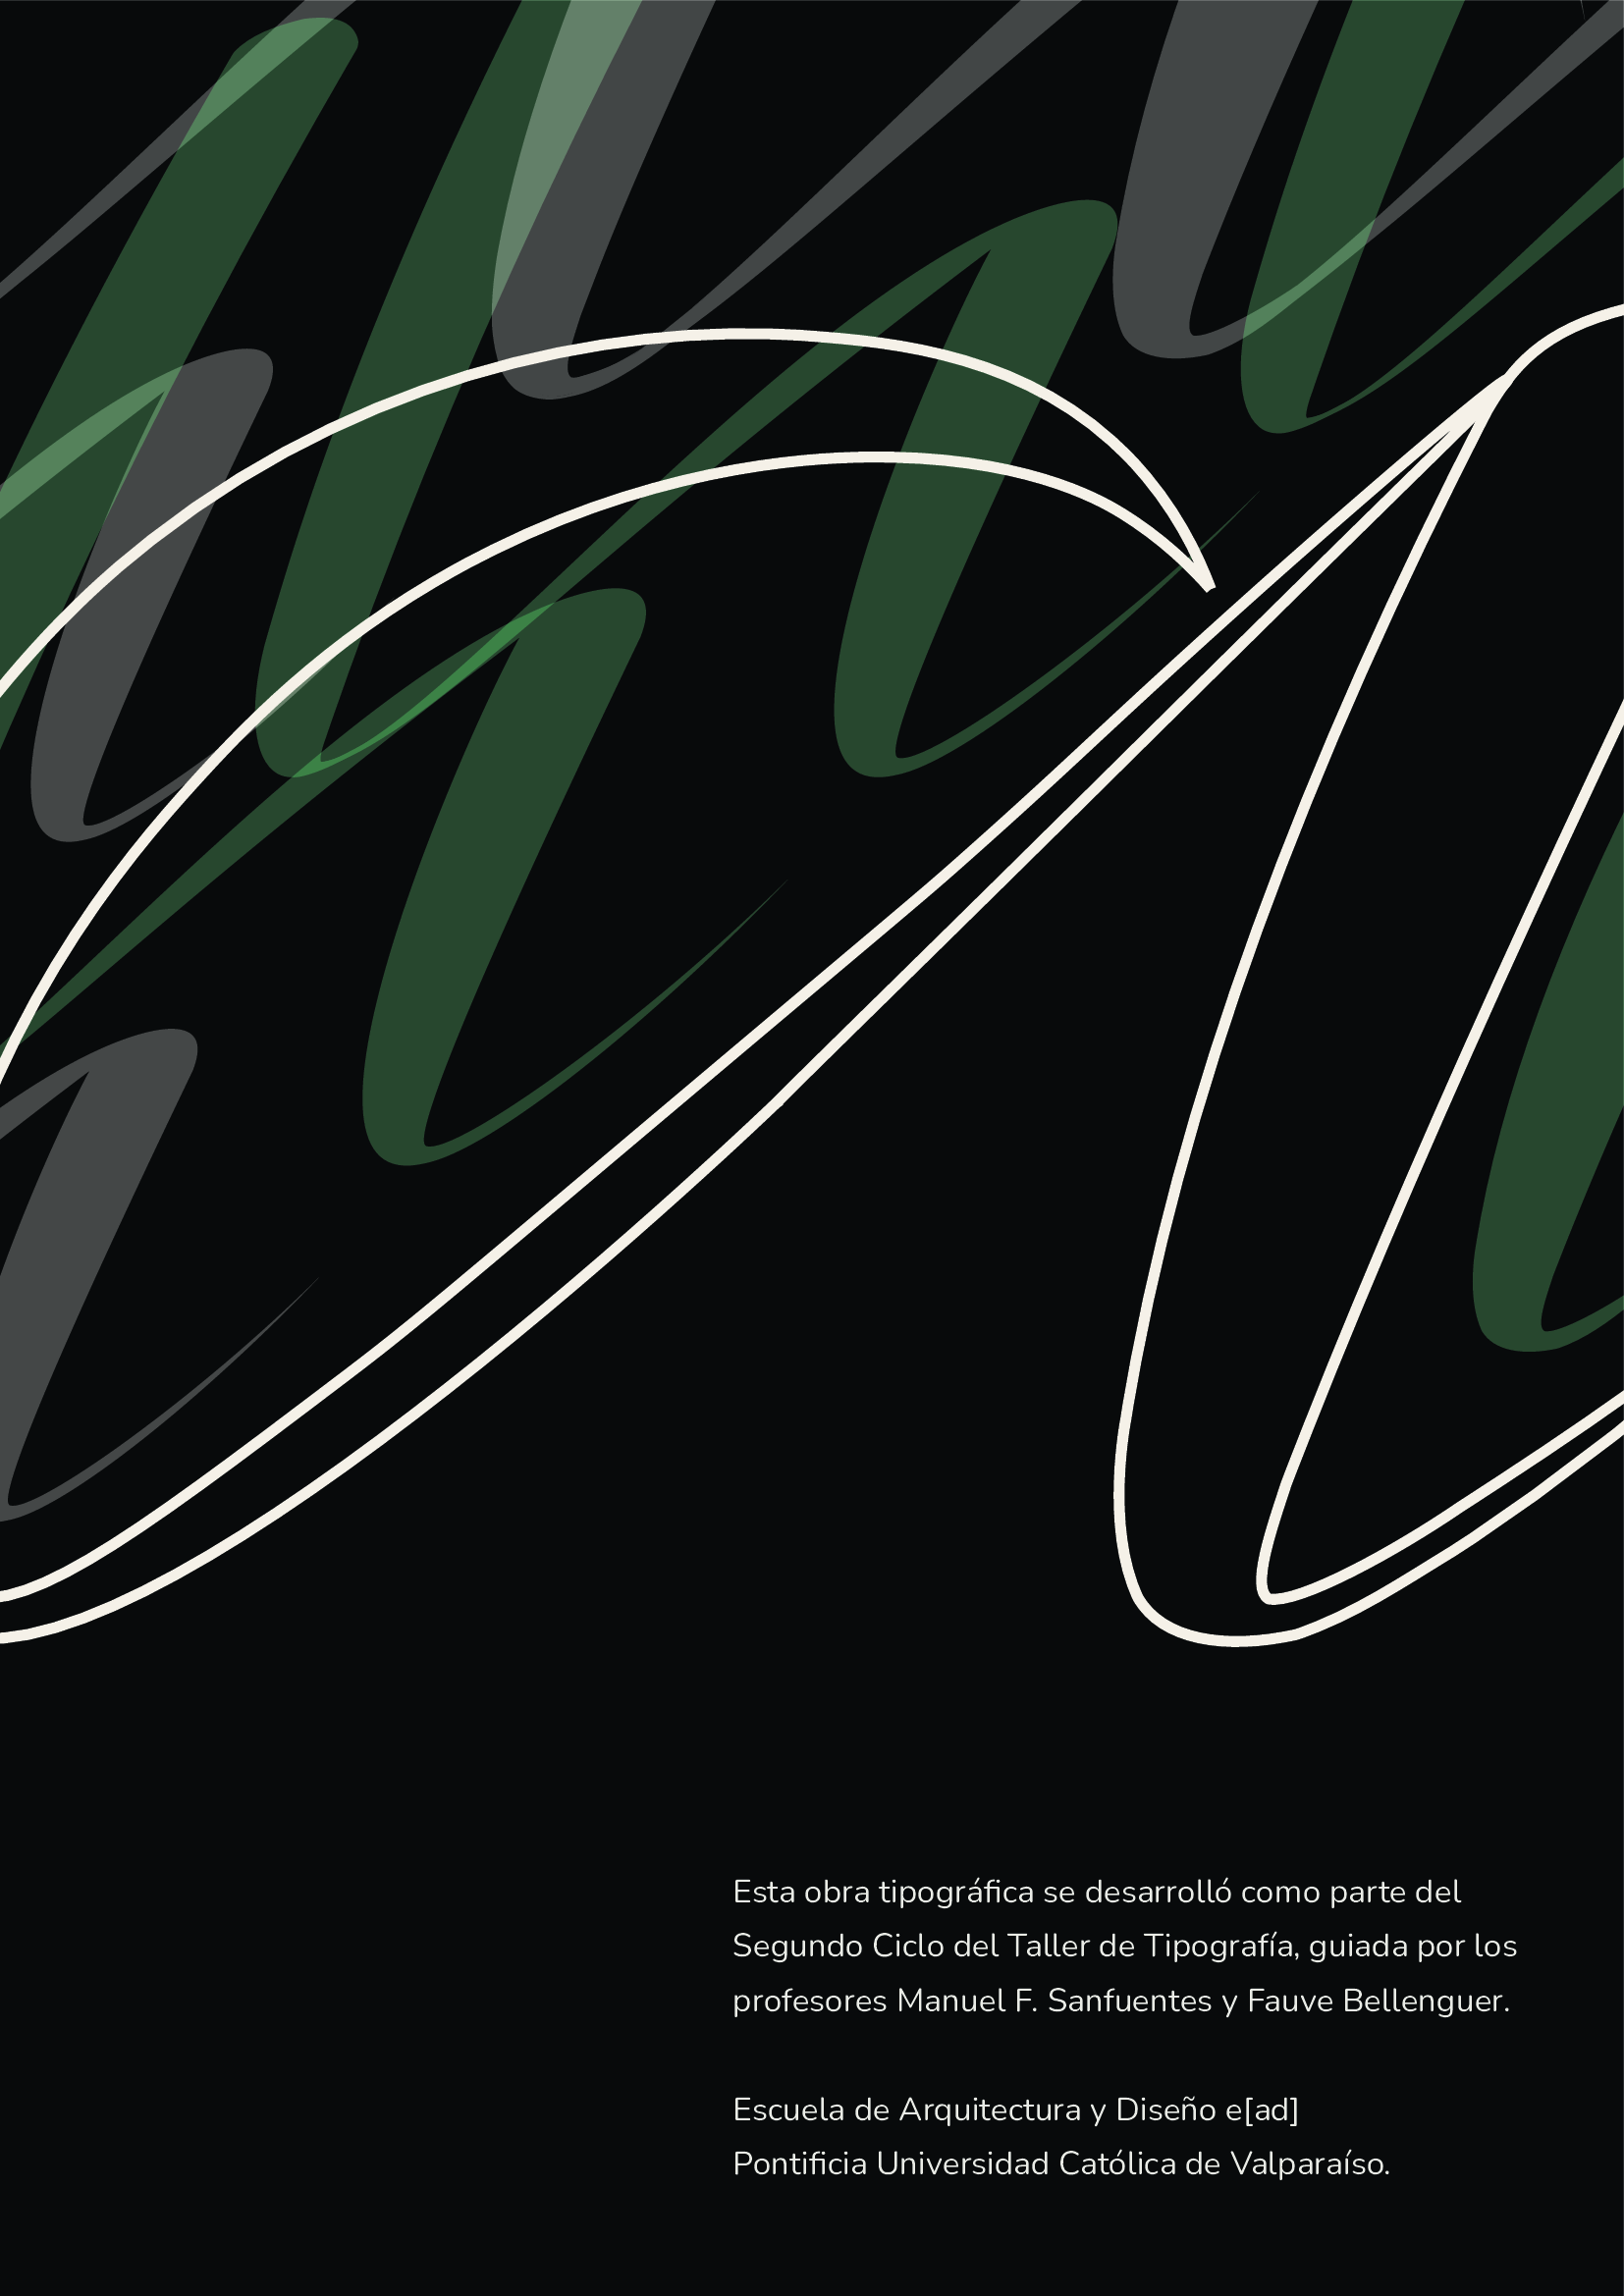 Esta obra tipográfica se desarrolló como parte del
Segundo Ciclo del Taller de Tipografía, guiada por los
profesores Manuel F. Sanfuentes y Fauve Bellenguer.
Escuela de Arquitectura y Diseño e[ad]
Pontificia Universidad Católica de Valparaíso.